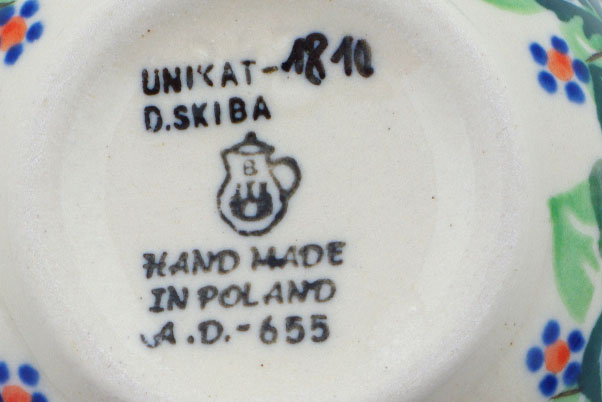 UNIKAT-1810
D.SKIBA
B
HAND MADE
IN POLAND
A.D.-655